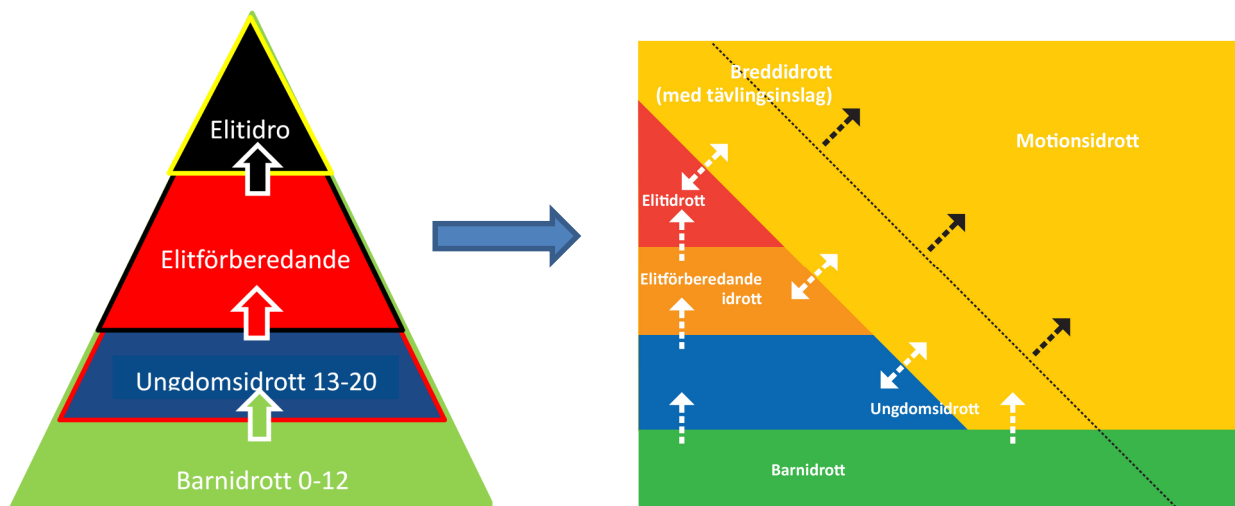 Elitidro
Elitförberedande
Ungdomsidrott 13-20
Barnidrott 0-12
Breddidrott
(med tävlingsinslag)
Motionsidrott
Elitidrott
Elitförberedande
idrott
Ungdomsidrott
Barnidrott